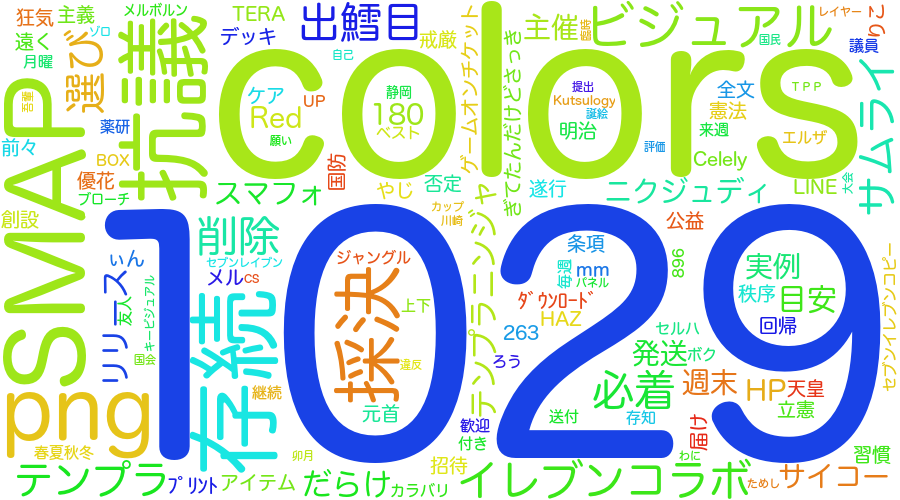 狂気
主義
メルボルン
TERA
出鱈目
戒厳
主催
ビジュアル
レイヤー
りこ
遠く
ゾロ
デッキ
自己
臨時
国民
議員
月曜
選び
抗議
colors
サムライ
吾輩
SMAP
薬研
ケア
UP
静岡
180
ベスト
Red
願い
ゲームオンチケット
ぎてたんだけどさっき
提出
Kutsulogy
誕絵
明治
全文
憲法
来週
TPP
エルザ
前々
BOX
優花
ブローチ
国防
評価
Celely
LINE
大会
創設
スマフォ
やじ
否定
遂行
ニクジュディ
カップ
川崎
公益
削除
セブンレイブン
ぃん
メル
CS
ジャングル
条項
mm
毎週
パネル
896
実例
目安
秩序
回帰
リリース
友人
キービジュアル
国会
存続
採決
上下
違反
1029
テンプラニンジャ
ﾀﾞｳﾝﾛｰﾄﾞ
HAZ
263
ろう
セルハ
発送
ボク
セブンイレブンコピー
png
継続
元首
必着
週末
HP
天皇
立憲
春夏秋冬
卯月
歓迎
付き
送付
存知
届け
わに
習慣
招待
テンプラ
ﾌﾟﾘﾝﾄ
アイテム
だらけ
カラバリ
イレブンコラボ
ためし
サイコー